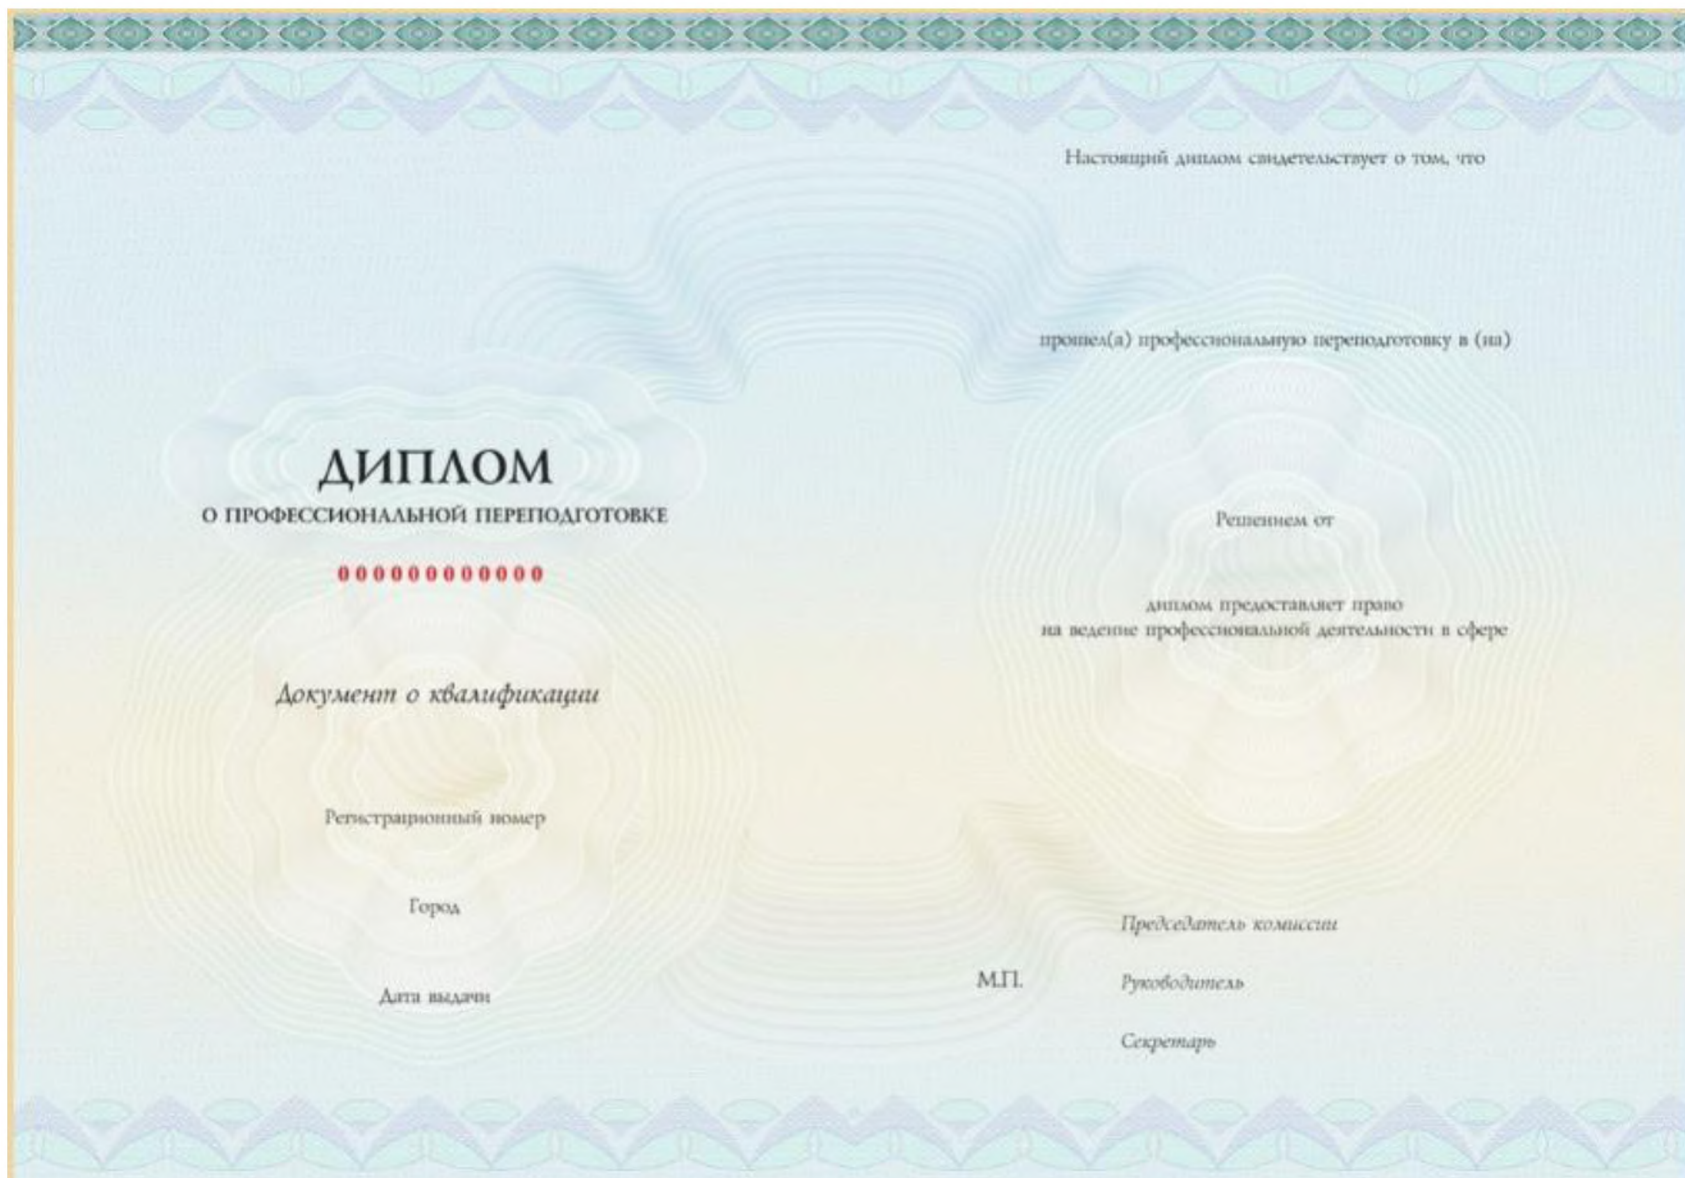 ДИПЛОМ
О ПРОФЕССИОНАЛЬНОЙ ПЕРЕПОДГОТОВКЕ
000000000000
Документ о квалификации
Регистрационный номер
Город
Дата выдачи
Настоящий диплом свидетельствует о том, что
прошел(а) профессиональную переподготовку в (на)
Решением от
диплом предоставляет право
на ведение профессиональной деятельности в сфере
М.П.
Председатель комиссии
Руководитель
Секретарь